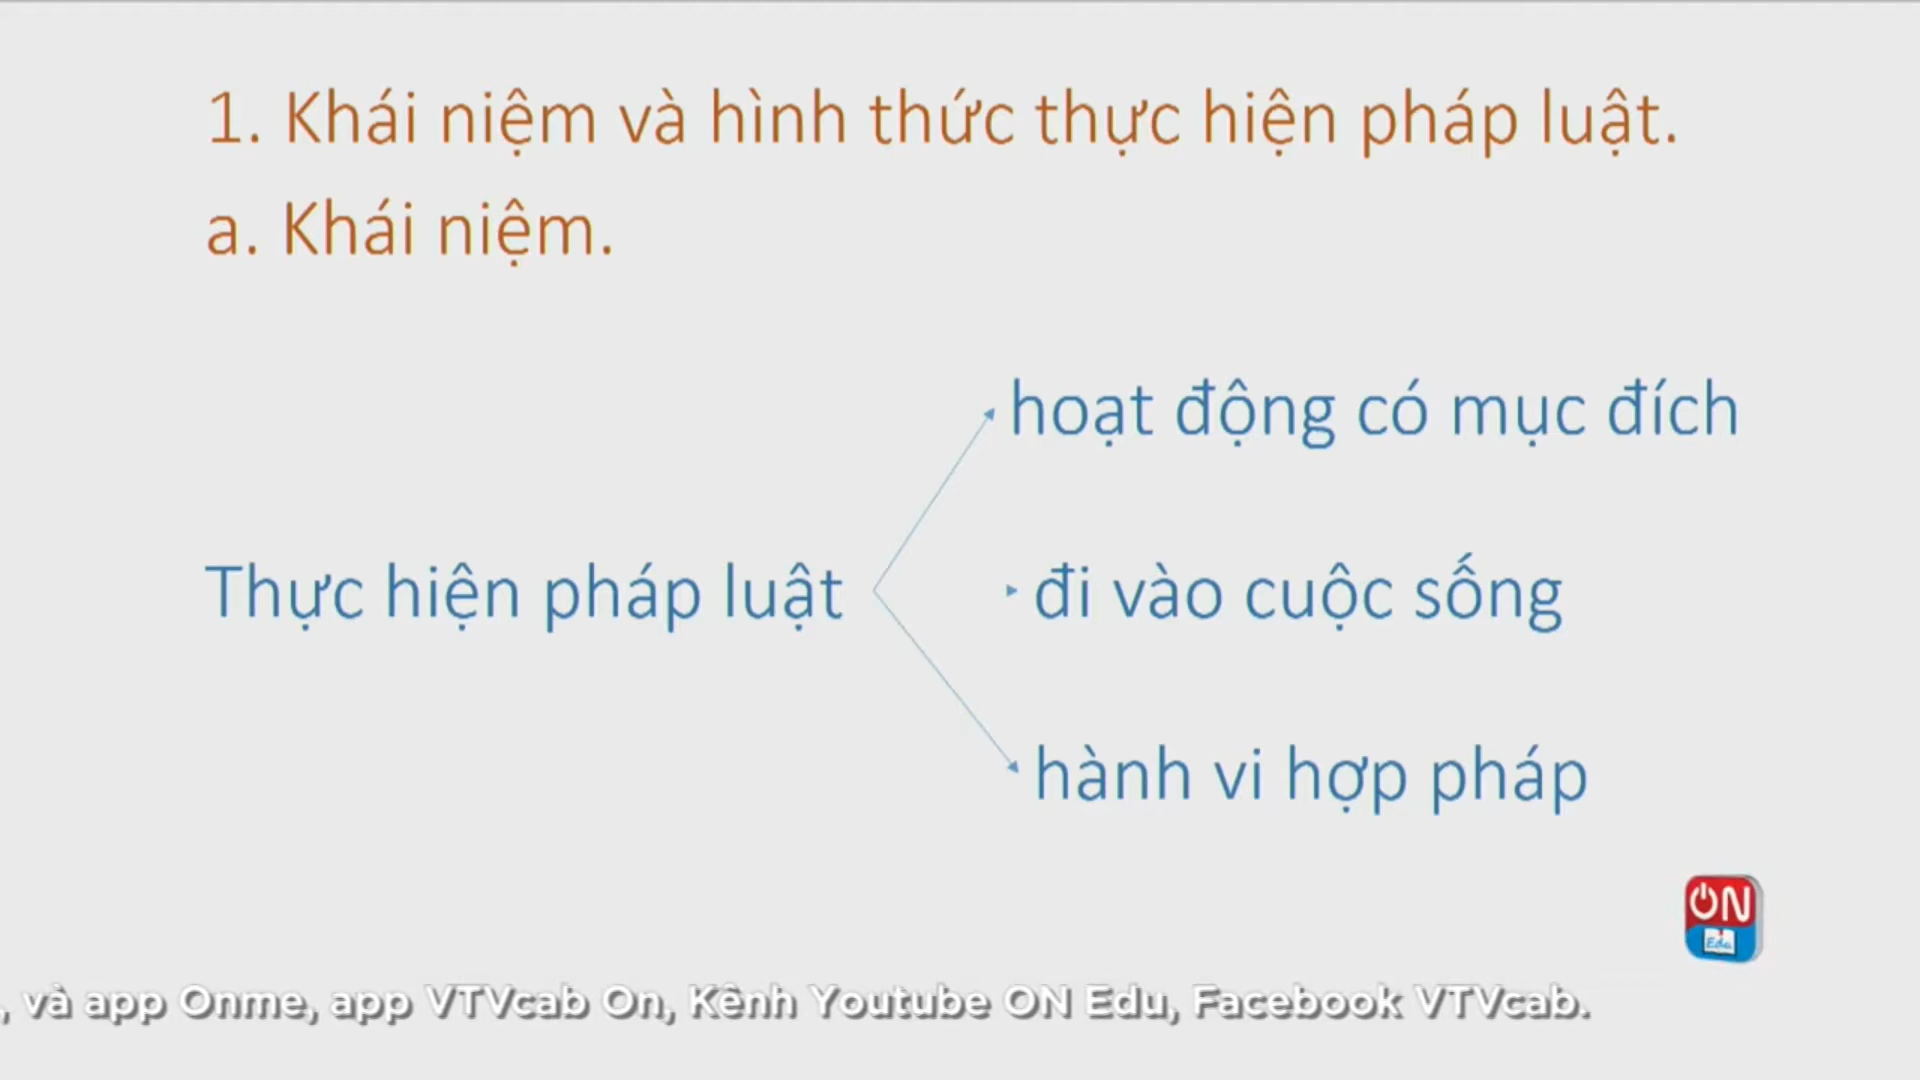 1. Khái niệm và hình thức thực hiện pháp luật.
a. Khái niệm.
hoạt động có mục đích
Thực hiện pháp luật
đi vào cuộc sống
hành vi hợp pháp
ON
Edu
, và app Onme, app VTVcab On, Kênh Youtube ON Edu, Facebook VTVcab.